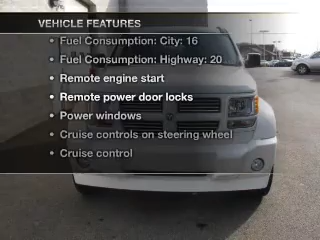 VEHICLE FEATURES
• Fuel Consumption: City: 16
• Fuel Consumption: Highway: 20
• Remote engine start
• Remote power door locks
• Power windows
• Cruise controls on steering wheel
• Cruise control